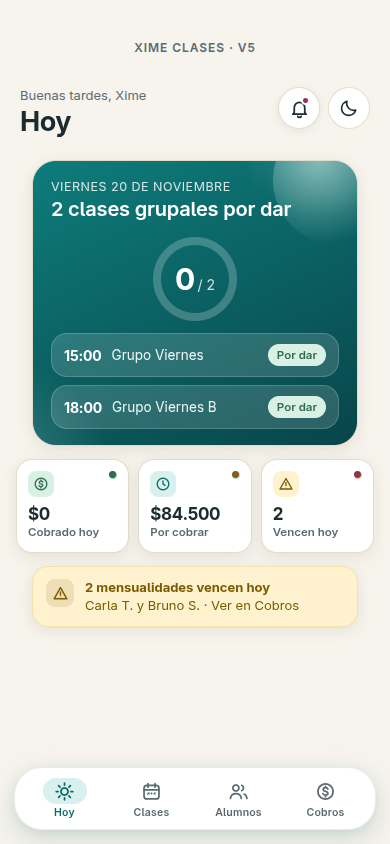 XIME CLASES · V5
Buenas tardes, Xime
Hoy
VIERNES 20 DE NOVIEMBRE
2 clases grupales por dar
0 / 2
15:00 Grupo Viernes Por dar
18:00 Grupo Viernes B Por dar
$0
Cobrado hoy
$84.500
Por cobrar
2
Vencen hoy
2 mensualidades vencen hoy
Carla T. y Bruno S. · Ver en Cobros
Hoy Clases Alumnos Cobros